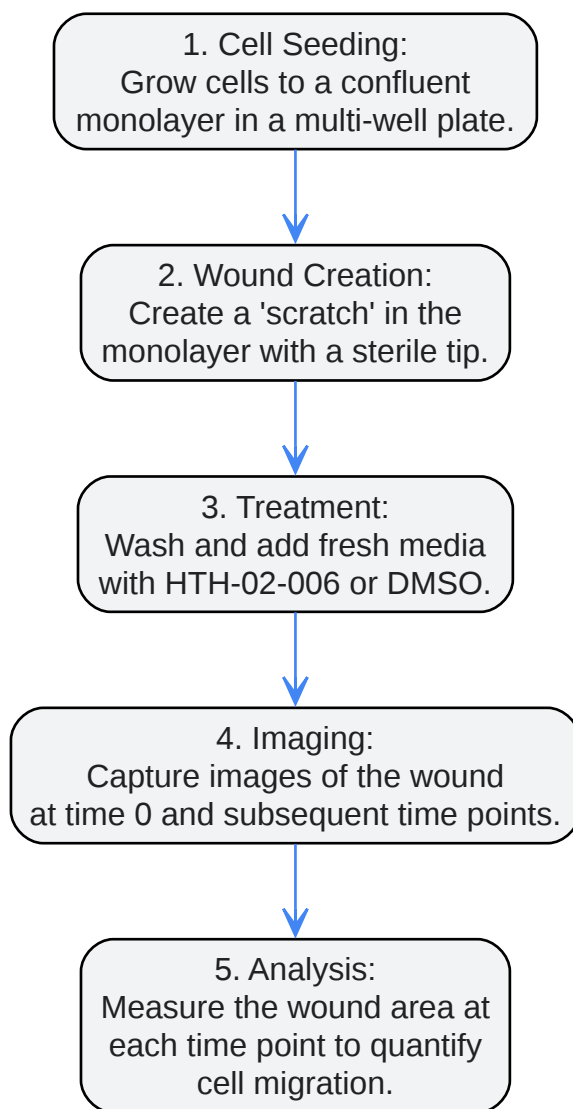 1. Cell Seeding:
Grow cells to a confluent
monolayer in a multi-well plate.
2. Wound Creation:
Create a 'scratch' in the
monolayer with a sterile tip.
3. Treatment:
Wash and add fresh media
with HTH-02-006 or DMSO.
4. Imaging:
Capture images of the wound
at time 0 and subsequent time points.
5. Analysis:
Measure the wound area at
each time point to quantify
cell migration.